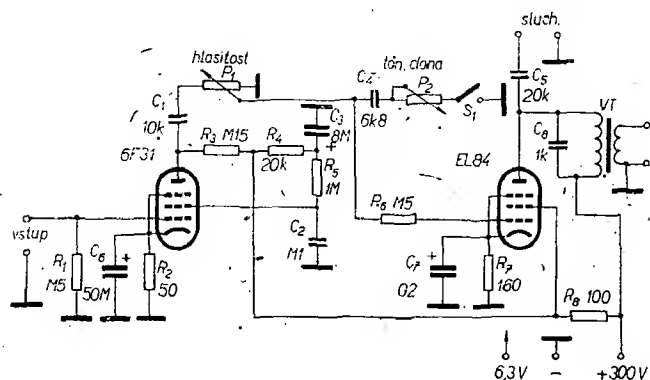 sluch.
hlasitost
P1
tón. clona
C4
P2
6k8
S1
C5
20k
VT
C1
10k
C3
8M
+
R3 M15
R4
20k
6F31
R5
1M
EL84
C8
1k
R6 M5
vstup
C2
M1
R1
M5
C6
+
50M
R2
50
C7
+
02
R7
160
R8 100
6,3V
–
+300V